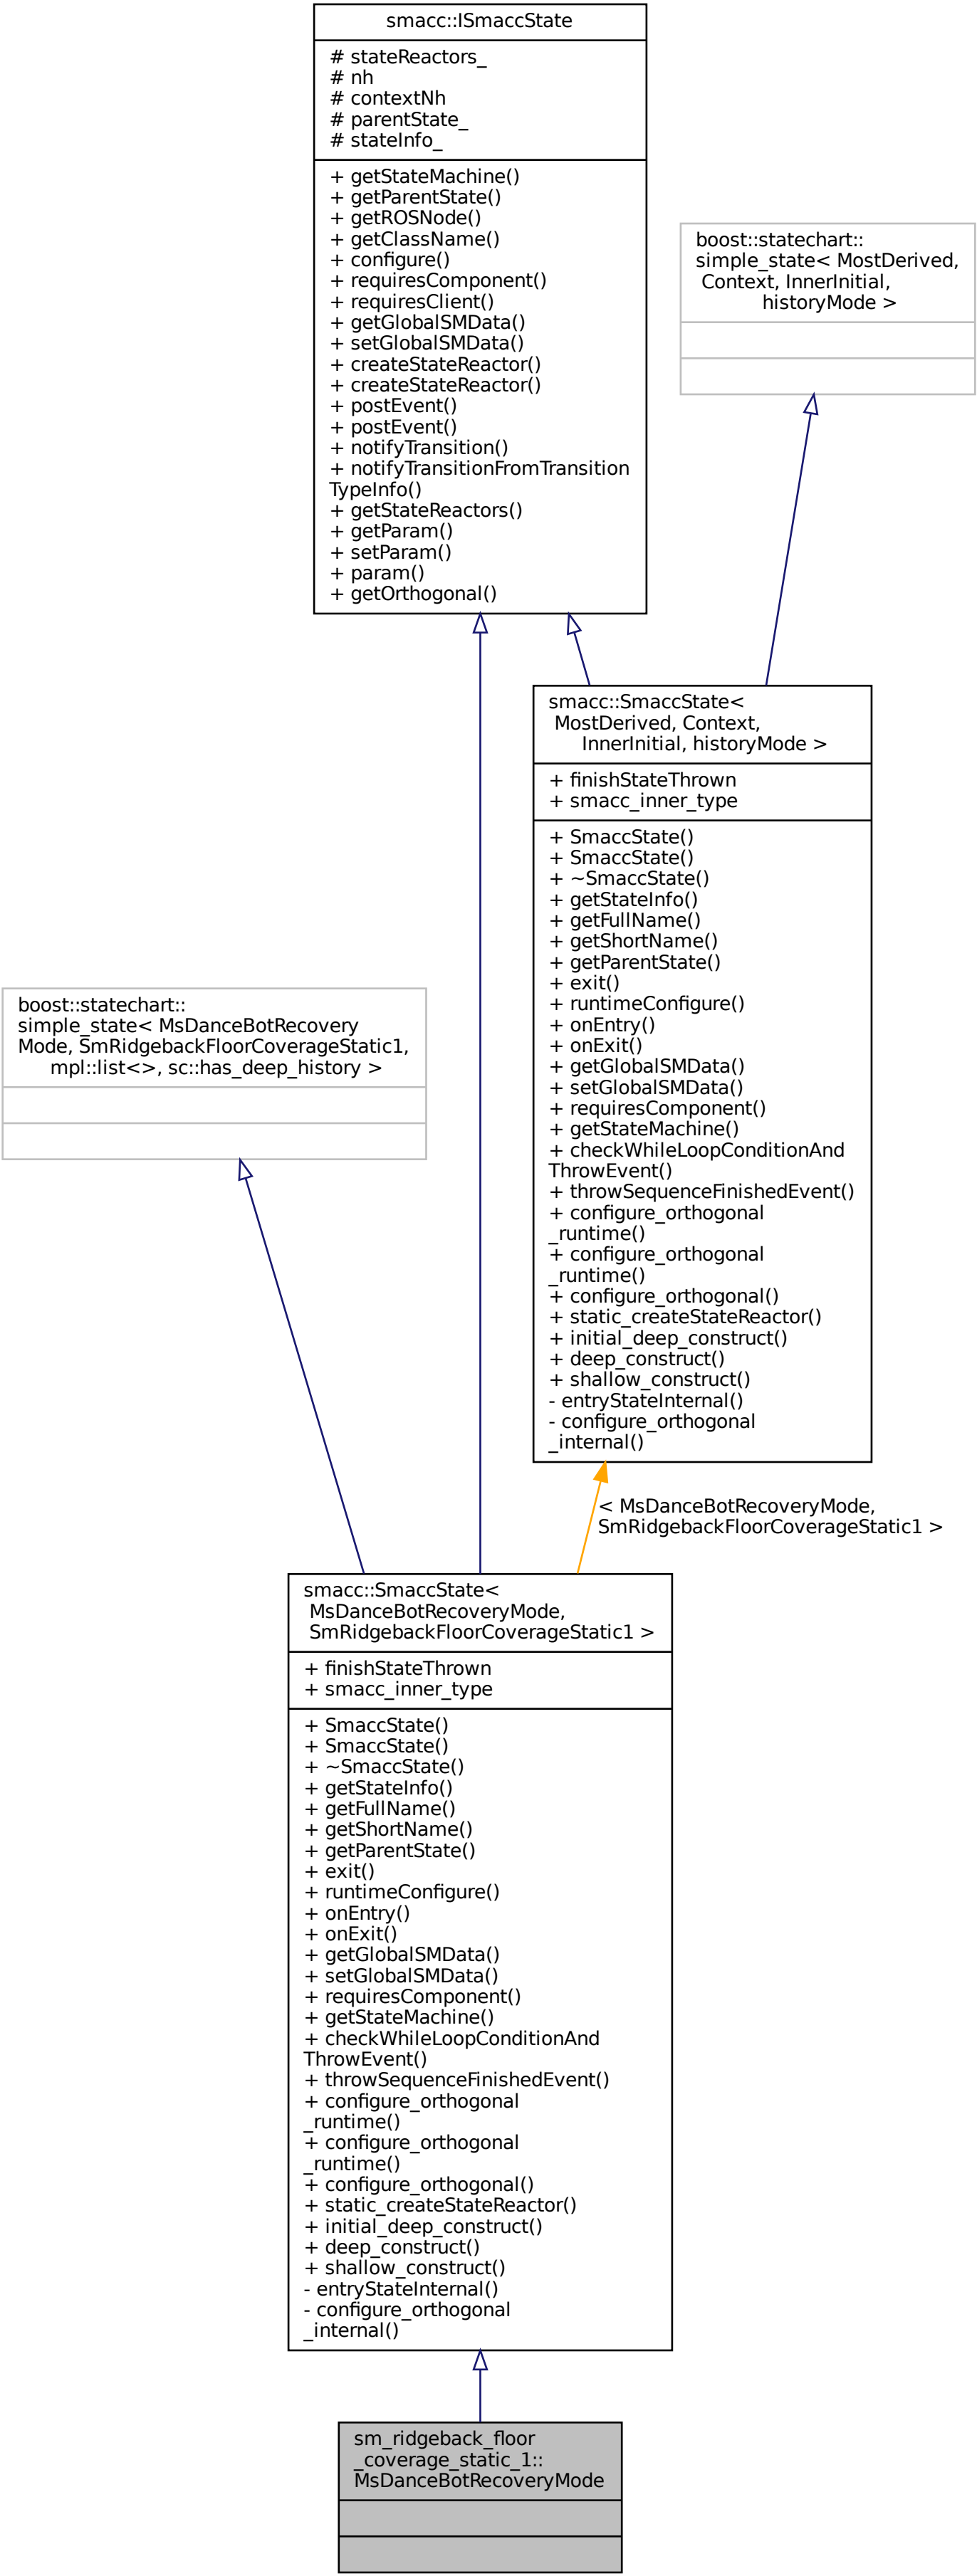 smacc::ISmaccState
# stateReactors_
# nh
# contextNh
# parentState_
# stateInfo_
+ getStateMachine()
+ getParentState()
+ getROSNode()
+ getClassName()
+ configure()
+ requiresComponent()
+ requiresClient()
+ getGlobalSMData()
+ setGlobalSMData()
+ createStateReactor()
+ createStateReactor()
+ postEvent()
+ postEvent()
+ notifyTransition()
+ notifyTransitionFromTransition
TypeInfo()
+ getStateReactors()
+ getParam()
+ setParam()
+ param()
+ getOrthogonal()
boost::statechart::
simple_state< MostDerived,
Context, InnerInitial,
historyMode >
smacc::SmaccState<
MostDerived, Context,
InnerInitial, historyMode >
+ finishStateThrown
+ smacc_inner_type
+ SmaccState()
+ SmaccState()
+ ~SmaccState()
+ getStateInfo()
+ getFullName()
+ getShortName()
+ getParentState()
+ exit()
+ runtimeConfigure()
+ onEntry()
+ onExit()
+ getGlobalSMData()
+ setGlobalSMData()
+ requiresComponent()
+ getStateMachine()
+ checkWhileLoopConditionAnd
ThrowEvent()
+ throwSequenceFinishedEvent()
+ configure_orthogonal
_runtime()
+ configure_orthogonal
_runtime()
+ configure_orthogonal()
+ static_createStateReactor()
+ initial_deep_construct()
+ deep_construct()
+ shallow_construct()
- entryStateInternal()
- configure_orthogonal
_internal()
boost::statechart::
simple_state< MsDanceBotRecovery
Mode, SmRidgebackFloorCoverageStatic1,
mpl::list<>, sc::has_deep_history >
< MsDanceBotRecoveryMode,
SmRidgebackFloorCoverageStatic1 >
smacc::SmaccState<
MsDanceBotRecoveryMode,
SmRidgebackFloorCoverageStatic1 >
+ finishStateThrown
+ smacc_inner_type
+ SmaccState()
+ SmaccState()
+ ~SmaccState()
+ getStateInfo()
+ getFullName()
+ getShortName()
+ getParentState()
+ exit()
+ runtimeConfigure()
+ onEntry()
+ onExit()
+ getGlobalSMData()
+ setGlobalSMData()
+ requiresComponent()
+ getStateMachine()
+ checkWhileLoopConditionAnd
ThrowEvent()
+ throwSequenceFinishedEvent()
+ configure_orthogonal
_runtime()
+ configure_orthogonal
_runtime()
+ configure_orthogonal()
+ static_createStateReactor()
+ initial_deep_construct()
+ deep_construct()
+ shallow_construct()
- entryStateInternal()
- configure_orthogonal
_internal()
sm_ridgeback_floor
_coverage_static_1::
MsDanceBotRecoveryMode